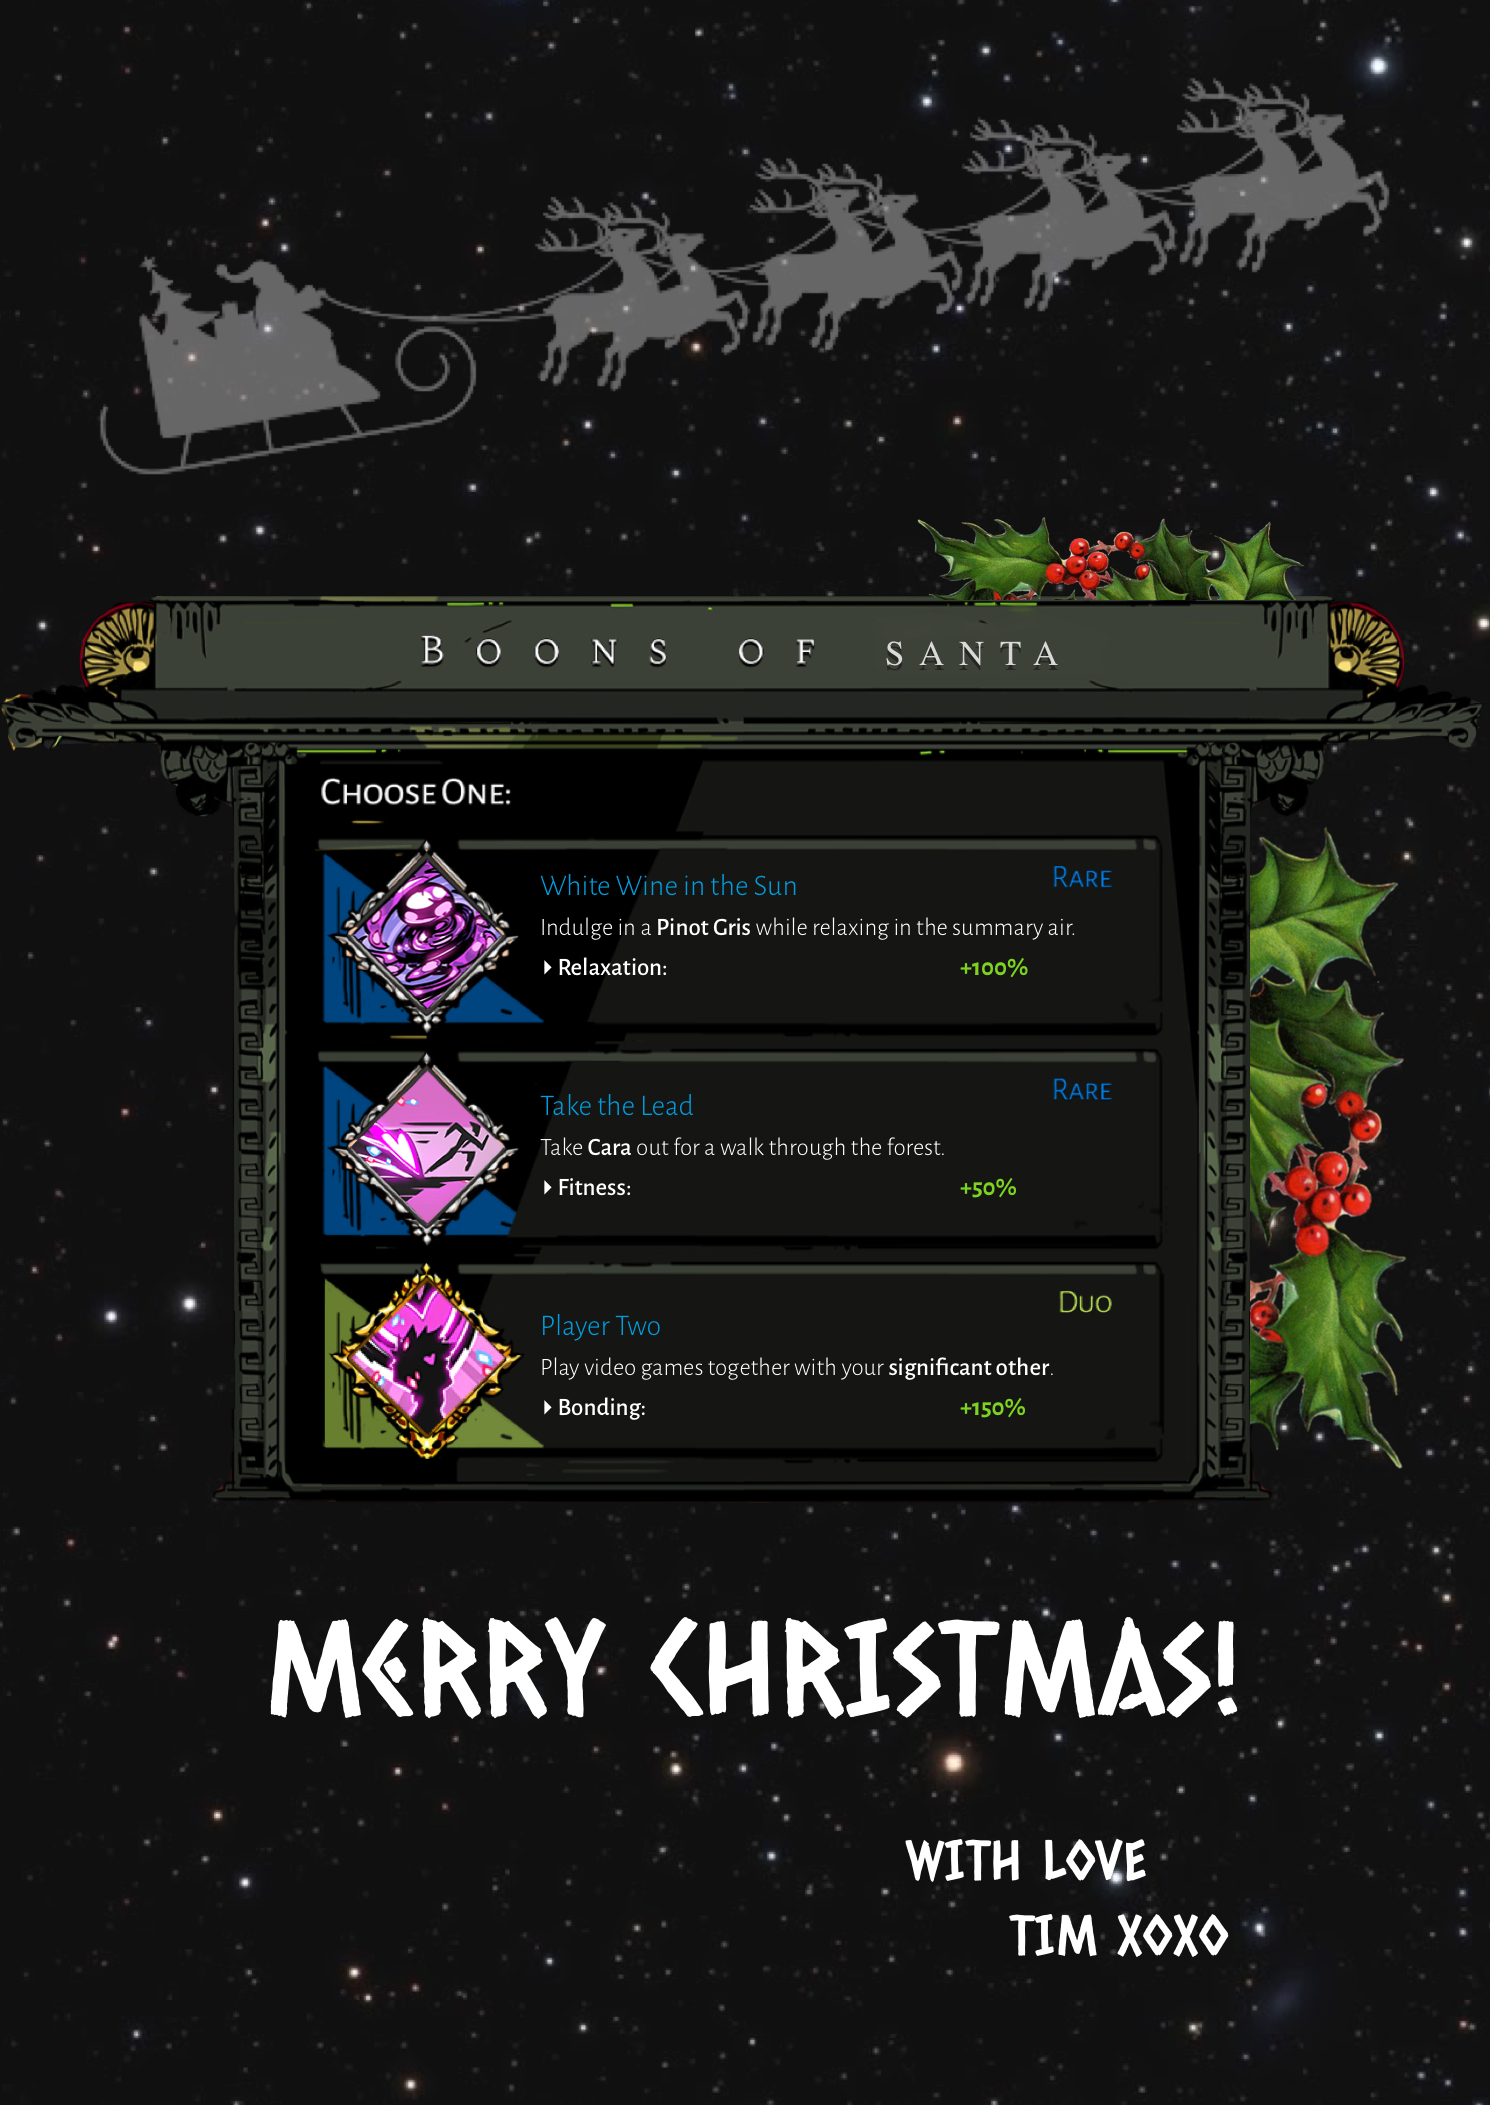 BOONS OF SANTA
CHOOSE ONE:
White Wine in the Sun
RARE
Indulge in a Pinot Gris while relaxing in the summary air.
Relaxation: +100%
Take the Lead
RARE
Take Cara out for a walk through the forest.
Fitness: +50%
Player Two
DUO
Play video games together with your significant other.
Bonding: +150%
MERRY CHRISTMAS!
WITH LOVE
TIM XOXO